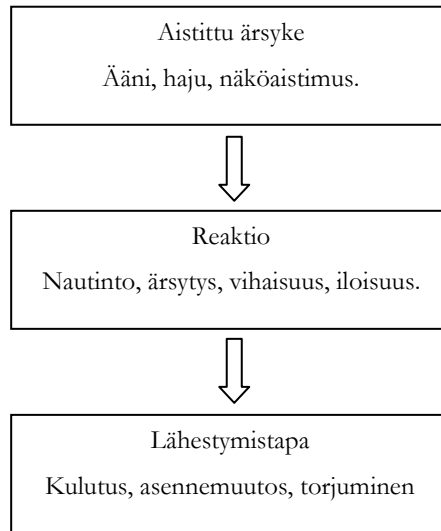 Aistittu ärsyke
Ääni, haju, näköaistimus.
Reaktio
Nautinto, ärsytys, vihaisuus, iloisuus.
Lähestymistapa
Kulutus, asennemuutos, torjuminen